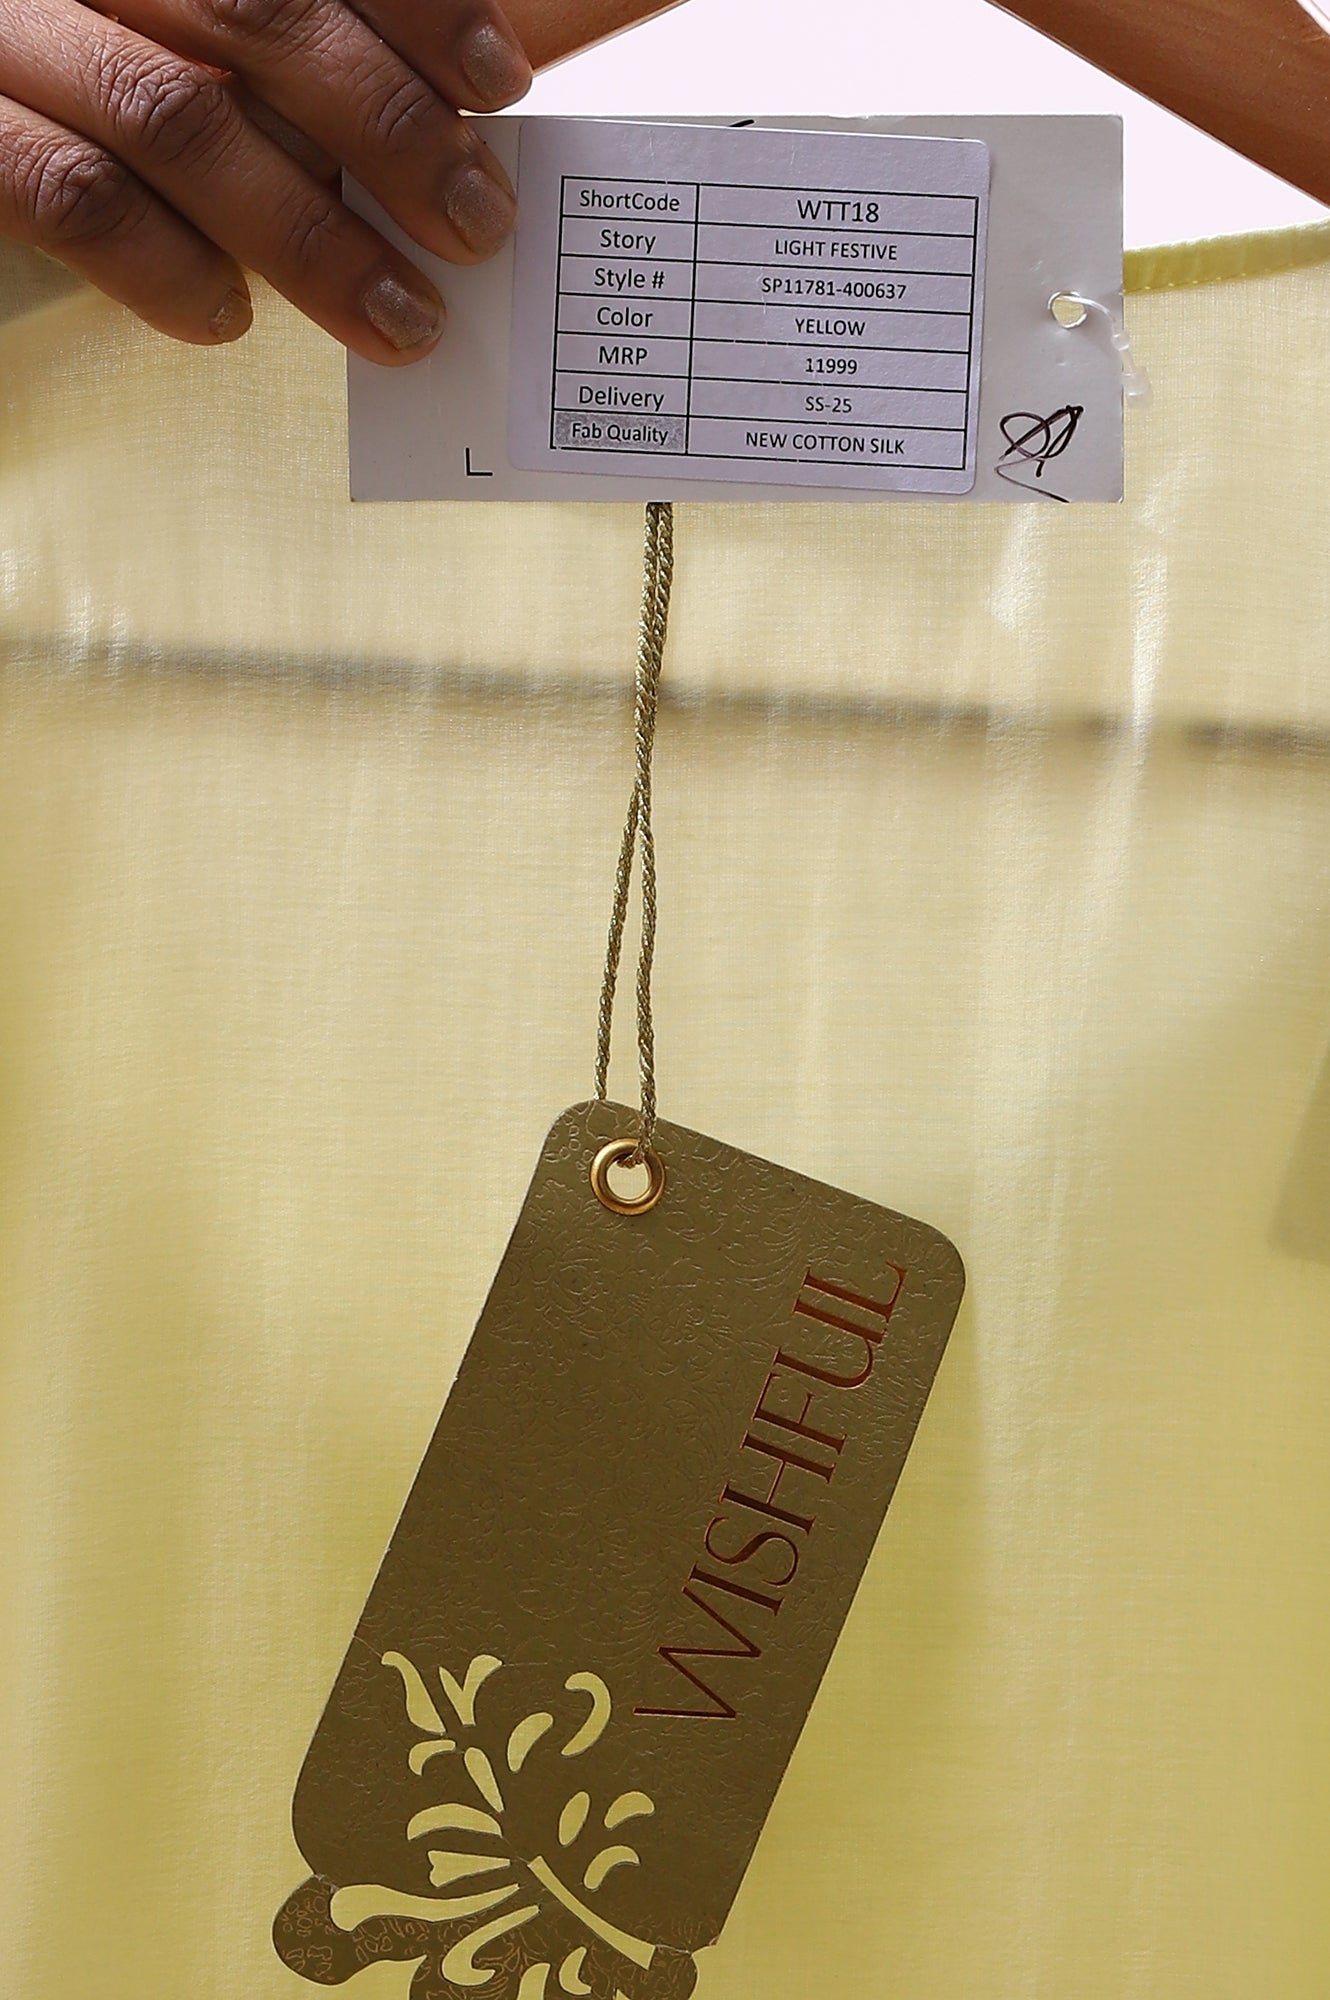 ShortCode WTT18
Story LIGHT FESTIVE
Style # SP11781-400637
Color YELLOW
MRP 11999
Delivery SS-25
Fab Quality NEW COTTON SILK
WISHFUL